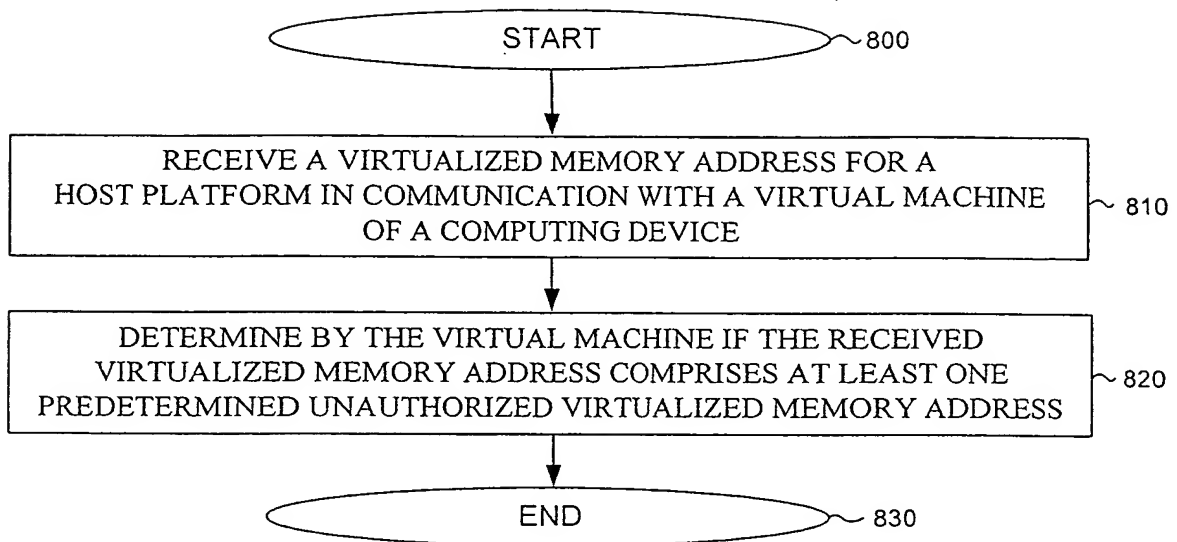 START
800
RECEIVE A VIRTUALIZED MEMORY ADDRESS FOR A
HOST PLATFORM IN COMMUNICATION WITH A VIRTUAL MACHINE
OF A COMPUTING DEVICE
810
DETERMINE BY THE VIRTUAL MACHINE IF THE RECEIVED
VIRTUALIZED MEMORY ADDRESS COMPRISES AT LEAST ONE
PREDETERMINED UNAUTHORIZED VIRTUALIZED MEMORY ADDRESS
820
END
830